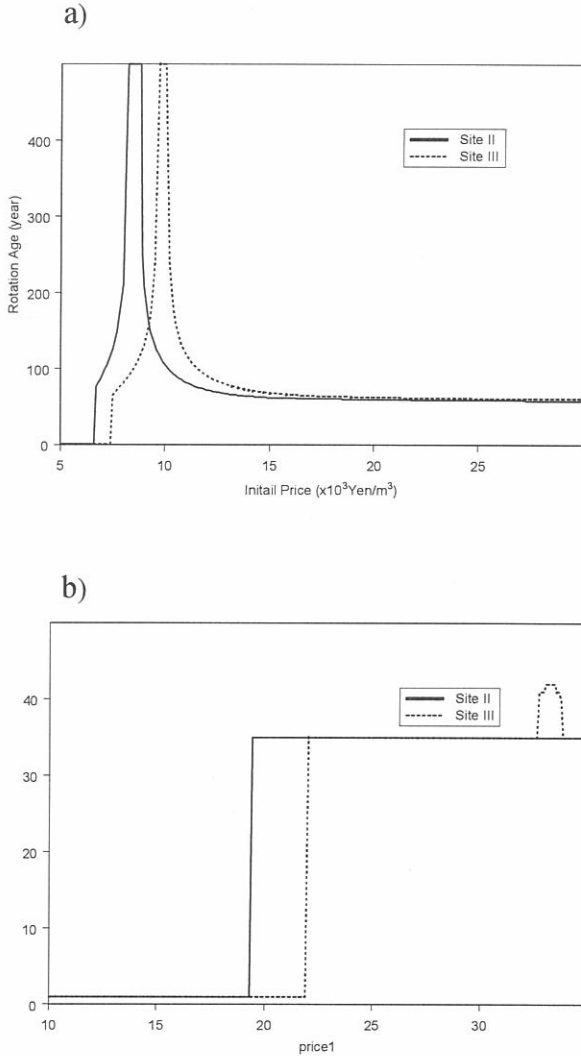 a)
400
300
200
100
0
Rotation Age (year)
Site II
Site III
5 10 15 20 25
Initail Price (x10³Yen/m³)
b)
40
30
20
10
0
Site II
Site III
10 15 20 25 30
price1